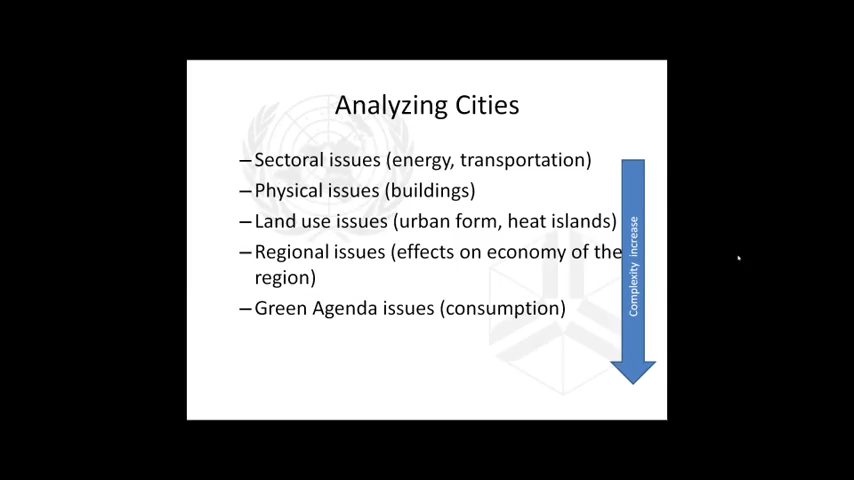 Analyzing Cities
– Sectoral issues (energy, transportation)
– Physical issues (buildings)
– Land use issues (urban form, heat islands)
– Regional issues (effects on economy of the
region)
– Green Agenda issues (consumption)
Complexity increase